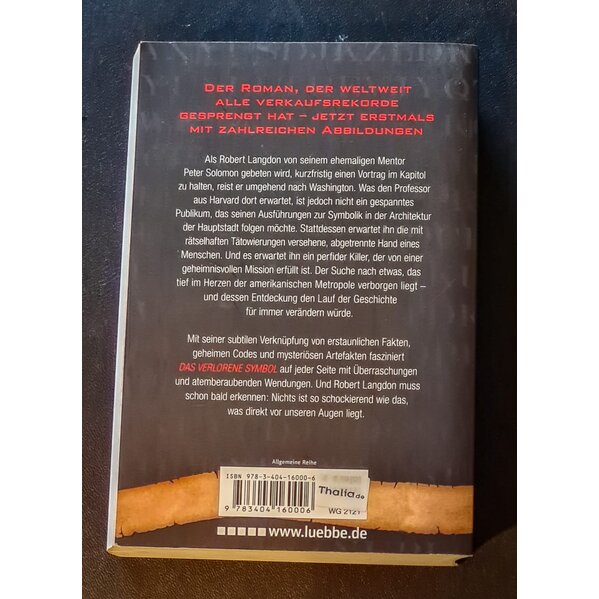 DER ROMAN, DER WELTWEIT
ALLE VERKAUFSREKORDE
GESPRENGT HAT – JETZT ERSTMALS
MIT ZAHLREICHEN ABBILDUNGEN
Als Robert Langdon von seinem ehemaligen Mentor
Peter Solomon gebeten wird, kurzfristig einen Vortrag im Kapitol
zu halten, reist er umgehend nach Washington. Was den Professor
aus Harvard dort erwartet, ist jedoch nicht ein gespanntes
Publikum, das seinen Ausführungen zur Symbolik in der Architektur
der Hauptstadt folgen möchte. Stattdessen erwartet ihn die mit
rätselhaften Tätowierungen versehene, abgetrennte Hand eines
Menschen. Und es erwartet ihn ein perfider Killer, der von einer
geheimnisvollen Mission erfüllt ist. Der Suche nach etwas, das
tief im Herzen der amerikanischen Metropole verborgen liegt –
und dessen Entdeckung den Lauf der Geschichte
für immer verändern würde.
Mit seiner subtilen Verknüpfung von erstaunlichen Fakten,
geheimen Codes und mysteriösen Artefakten fasziniert
DAS VERLORENE SYMBOL auf jeder Seite mit Überraschungen
und atemberaubenden Wendungen. Und Robert Langdon muss
schon bald erkennen: Nichts ist so schockierend wie das,
was direkt vor unseren Augen liegt.
Allgemeine Reihe
ISBN 978-3-404-16000-6
Thalia.de
WG 2121
9 783404 160006
www.luebbe.de